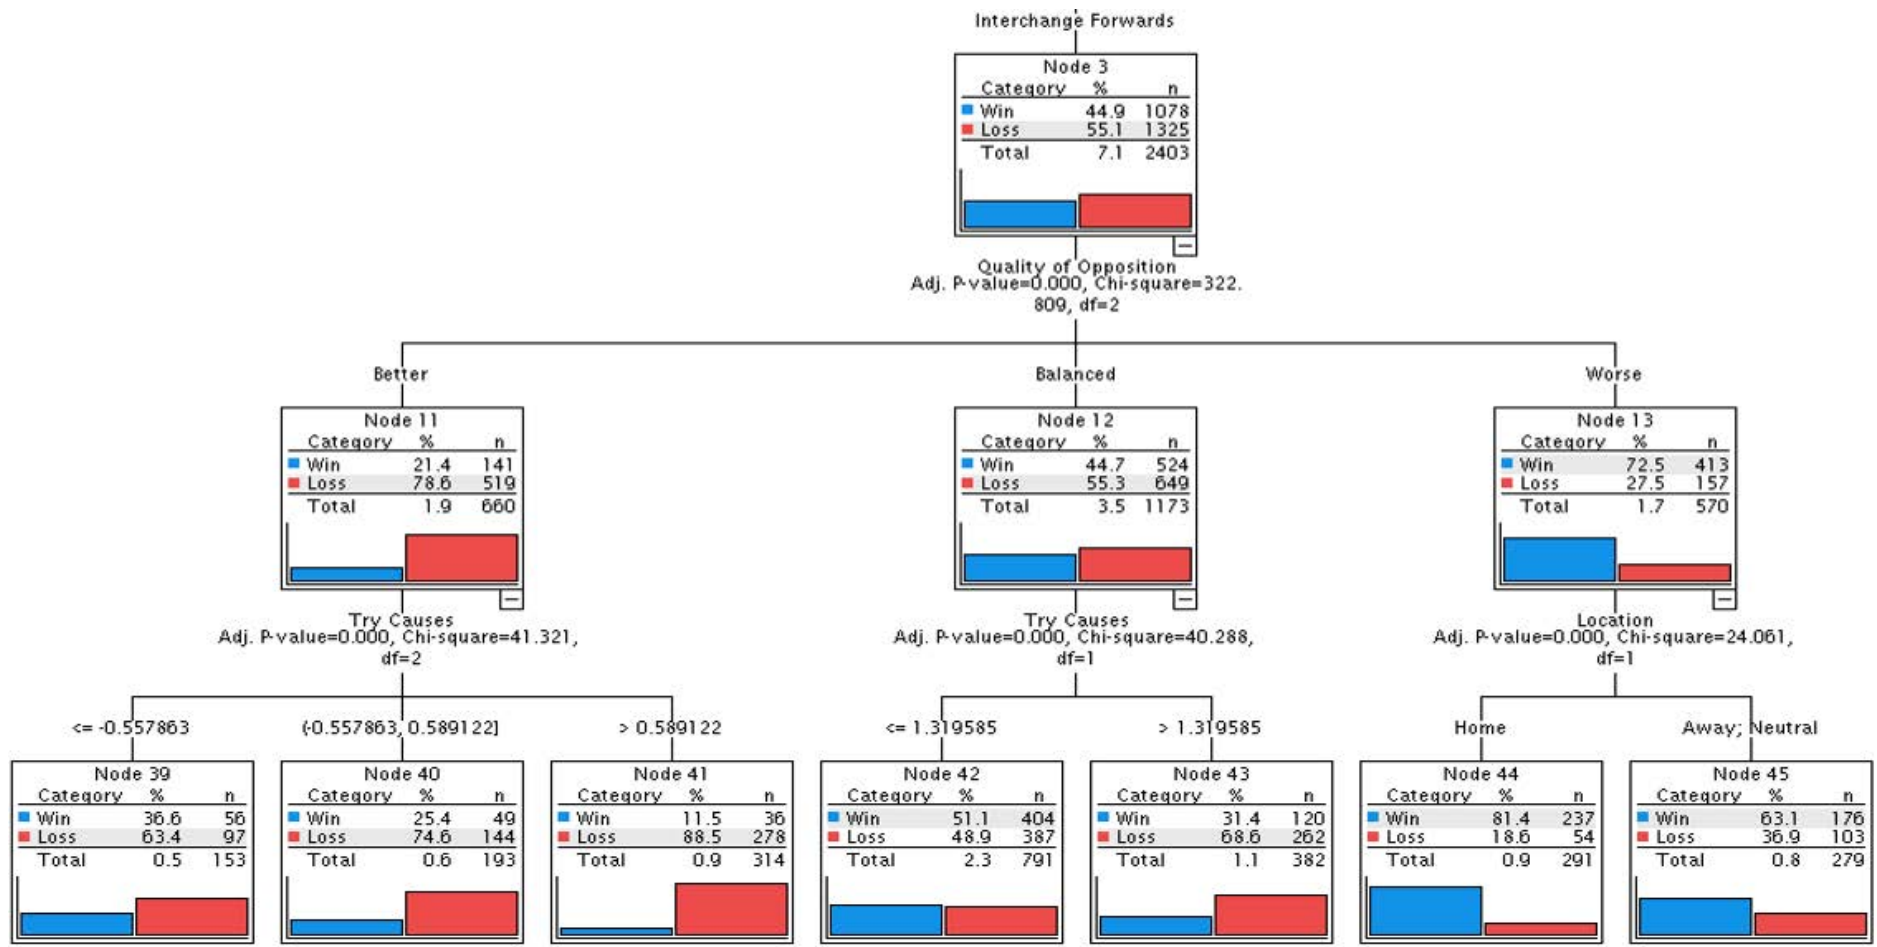 Interchange Forwards
Node 3
Category % n
Win 44.9 1078
Loss 55.1 1325
Total 7.1 2403
Quality of Opposition
Adj. P-value=0.000, Chi-square=322.
809, df=2
Better
Balanced
Worse
Node 11
Category % n
Win 21.4 141
Loss 78.6 519
Total 1.9 660
Node 12
Category % n
Win 44.7 524
Loss 55.3 649
Total 3.5 1173
Node 13
Category % n
Win 72.5 413
Loss 27.5 157
Total 1.7 570
Try Causes
Adj. P-value=0.000, Chi-square=41.321,
df=2
Try Causes
Adj. P-value=0.000, Chi-square=40.288,
df=1
Location
Adj. P-value=0.000, Chi-square=24.061,
df=1
<= -0.557863
(-0.557863, 0.589122]
> 0.589122
<= 1.319585
> 1.319585
Home
Away; Neutral
Node 39
Category % n
Win 36.6 56
Loss 63.4 97
Total 0.5 153
Node 40
Category % n
Win 25.4 49
Loss 74.6 144
Total 0.6 193
Node 41
Category % n
Win 11.5 36
Loss 88.5 278
Total 0.9 314
Node 42
Category % n
Win 51.1 404
Loss 48.9 387
Total 2.3 791
Node 43
Category % n
Win 31.4 120
Loss 68.6 262
Total 1.1 382
Node 44
Category % n
Win 81.4 237
Loss 18.6 54
Total 0.9 291
Node 45
Category % n
Win 63.1 176
Loss 36.9 103
Total 0.8 279